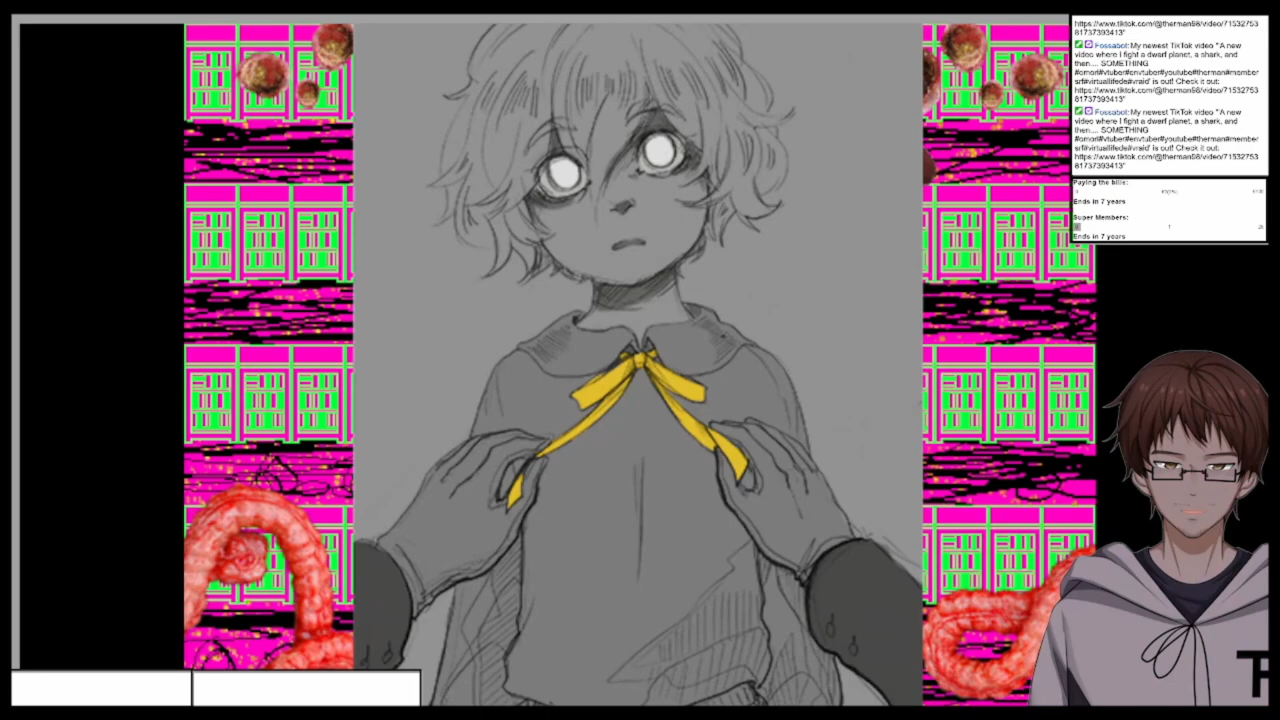 https://www.tiktok.com/@therman98/video/71532753
81737393413"
Fossabot: My newest TikTok video "A new
video where I fight a dwarf planet, a shark, and
then.... SOMETHING
#omori#vtuber#envtuber#youtube#therman#member
srf#virtuallifede#vraid' is out! Check it out:
https://www.tiktok.com/@therman98/video/71532753
81737393413"
Fossabot: My newest TikTok video "A new
video where I fight a dwarf planet, a shark, and
then.... SOMETHING
#omori#vtuber#envtuber#youtube#therman#member
srf#virtuallifede#vraid' is out! Check it out:
https://www.tiktok.com/@therman98/video/71532753
81737393413"
Paying the bills:
Ends in 7 years
Super Members:
Ends in 7 years